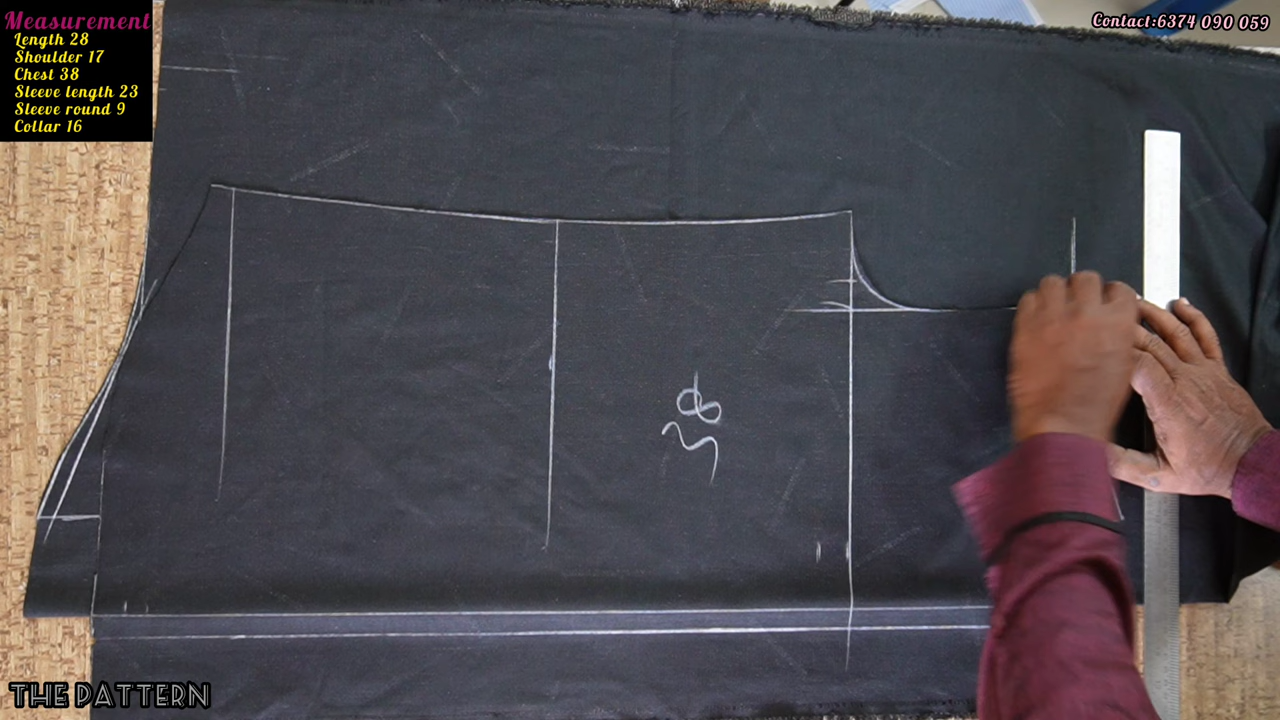 Measurement
Length 28
Shoulder 17
Chest 38
Sleeve length 23
Sleeve round 9
Collar 16
Contact:6374 090 059
38
THE PATTERN